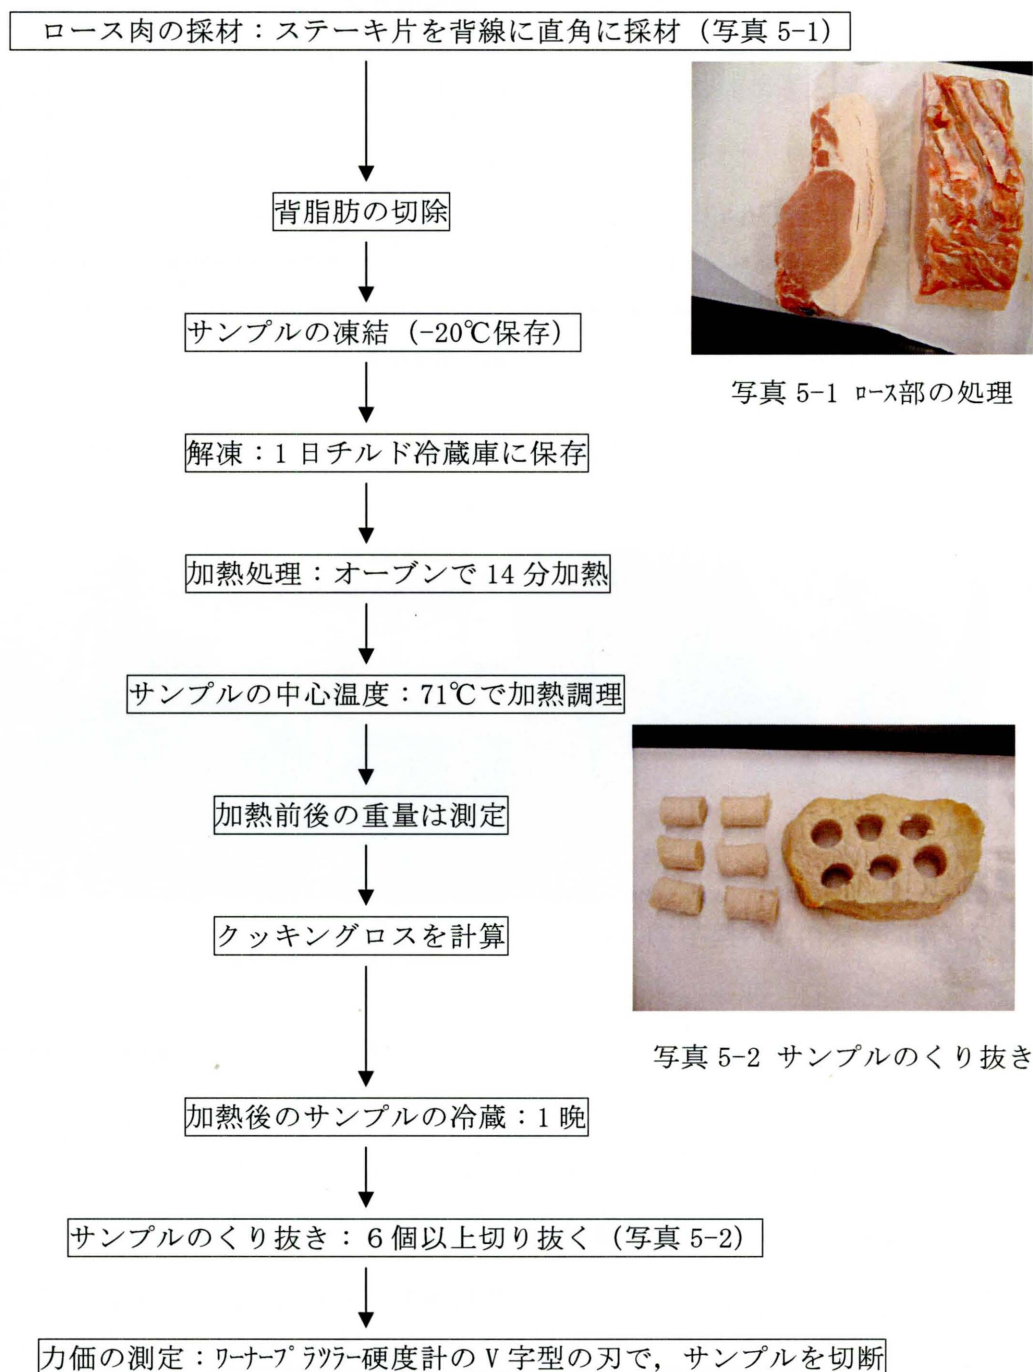 ロース肉の採材：ステーキ片を背線に直角に採材（写真 5-1）
背脂肪の切除
サンプルの凍結（-20℃保存）
写真 5-1 ﾛｰｽ部の処理
解凍：1 日チルド冷蔵庫に保存
加熱処理：オーブンで 14 分加熱
サンプルの中心温度：71℃で加熱調理
加熱前後の重量は測定
クッキングロスを計算
写真 5-2 サンプルのくり抜き
加熱後のサンプルの冷蔵：1 晩
サンプルのくり抜き：６個以上切り抜く（写真 5-2）
力価の測定：ﾜｰﾅｰﾌﾟﾗﾂﾗｰ硬度計の V 字型の刃で，サンプルを切断